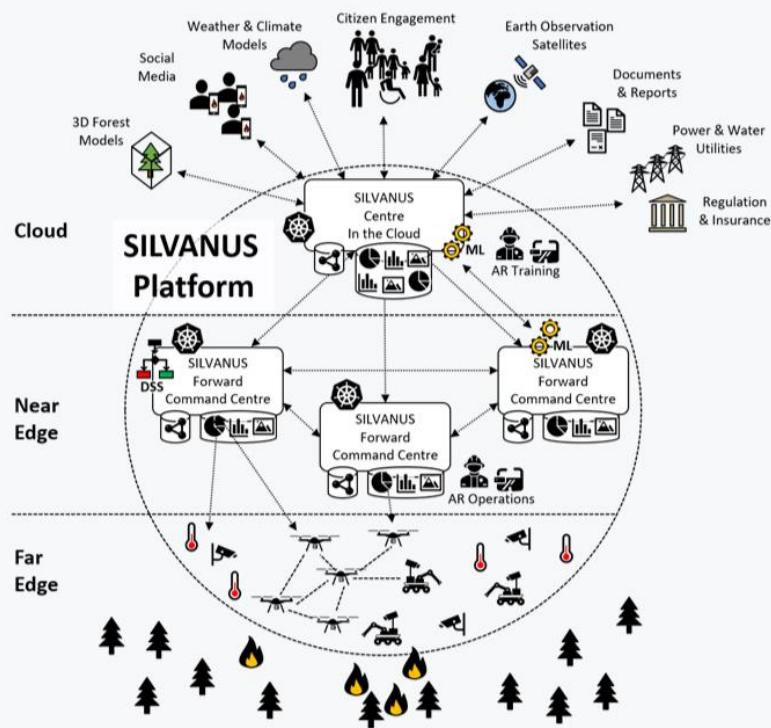 Weather & Climate
Models
Citizen Engagement
Earth Observation
Satellites
Social
Media
Documents
& Reports
3D Forest
Models
Power & Water
Utilities
Regulation
& Insurance
Cloud
SILVANUS
Platform
SILVANUS
Centre
In the Cloud
ML
AR Training
Near
Edge
DSS
SILVANUS
Forward
Command Centre
ML
SILVANUS
Forward
Command Centre
SILVANUS
Forward
Command Centre
AR Operations
Far
Edge